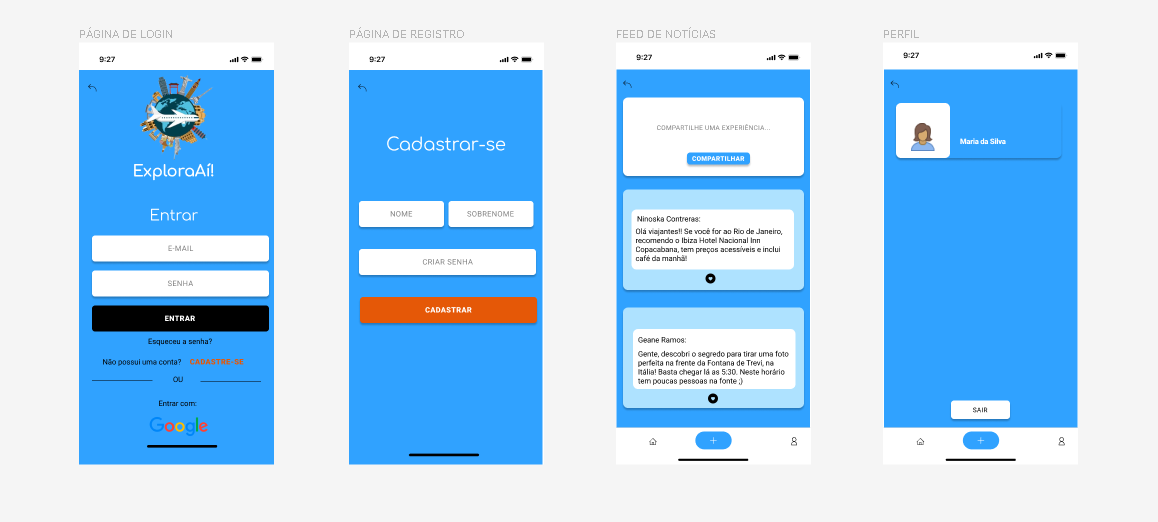 PÁGINA DE LOGIN
9:27
ExploraAí!
Entrar
E-MAIL
SENHA
ENTRAR
Esqueceu a senha?
Não possui uma conta? CADASTRE-SE
OU
Entrar com:
Google
PÁGINA DE REGISTRO
9:27
Cadastrar-se
NOME SOBRENOME
CRIAR SENHA
CADASTRAR
FEED DE NOTÍCIAS
9:27
COMPARTILHE UMA EXPERIÊNCIA...
COMPARTILHAR
Ninoska Contreras:
Olá viajantes!! Se você for ao Rio de Janeiro,
recomendo o Ibiza Hotel Nacional Inn
Copacabana, tem preços acessíveis e inclui
café da manhã!
Geane Ramos:
Gente, descobri o segredo para tirar uma foto
perfeita na frente da Fontana de Trevi, na
Itália! Basta chegar lá as 5:30. Neste horário
tem poucas pessoas na fonte ;)
PERFIL
9:27
Maria da Silva
SAIR